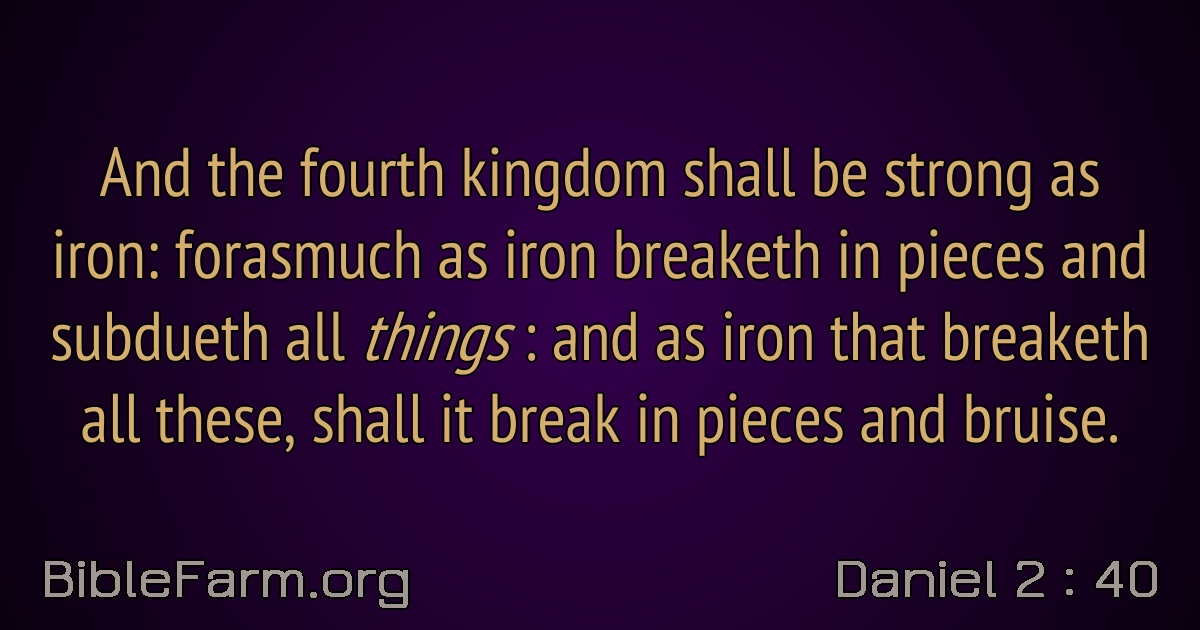 And the fourth kingdom shall be strong as
iron: forasmuch as iron breaketh in pieces and
subdueth all things : and as iron that breaketh
all these, shall it break in pieces and bruise.
BibleFarm.org
Daniel 2 : 40